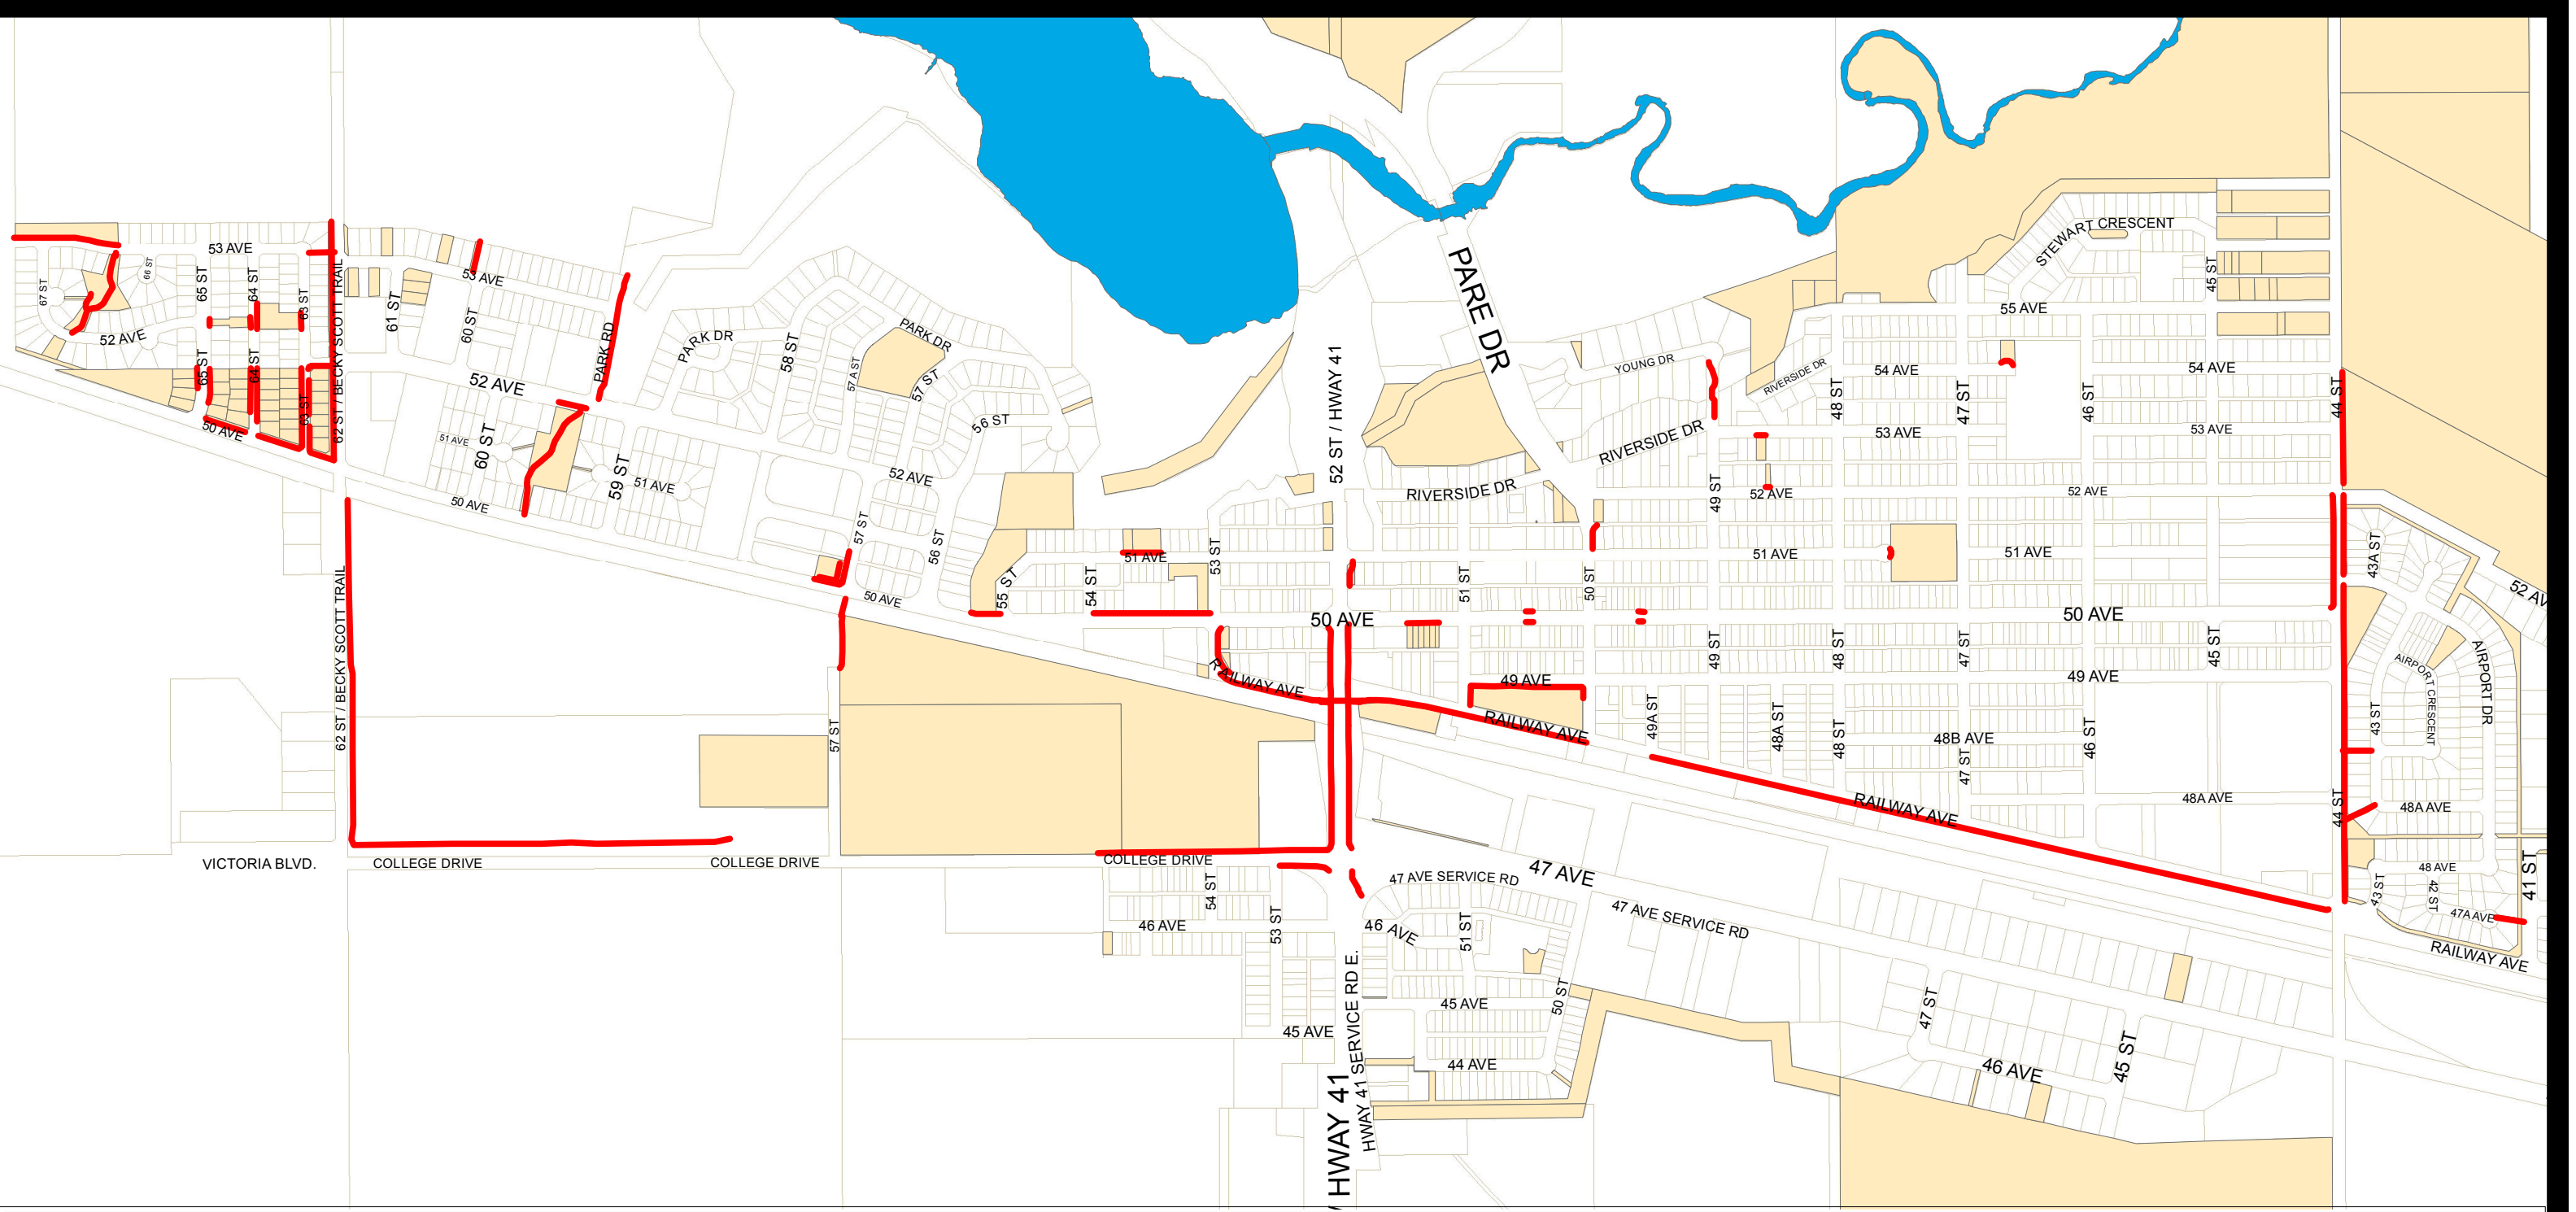 STEWART CRESCENT
53 AVE
66 ST
65 ST
64 ST
63 ST
67 ST
62 ST / BECKY SCOTT TRAIL
53 AVE
61 ST
60 ST
PARK RD
52 AVE
52 AVE
65 ST
64 ST
63 ST
50 AVE
51 AVE
60 ST
59 ST
51 AVE
50 AVE
PARK DR
58 ST
PARK DR
57 A ST
57 ST
56 ST
52 AVE
57 ST
56 ST
50 AVE
55 ST
54 ST
51 AVE
53 ST
52 ST / HWAY 41
PARE DR
YOUNG DR
RIVERSIDE DR
RIVERSIDE DR
RIVERSIDE DR
45 ST
55 AVE
54 AVE
54 AVE
48 ST
47 ST
46 ST
44 ST
53 AVE
53 AVE
49 ST
52 AVE
52 AVE
51 AVE
51 AVE
51 ST
50 ST
43A ST
52 AV
50 AVE
50 AVE
49 ST
48 ST
47 ST
45 ST
AIRPORT CRESCENT
AIRPORT DR
RAILWAY AVE
49 AVE
49 AVE
RAILWAY AVE
49A ST
48A ST
48 ST
48B AVE
47 ST
46 ST
43 ST
62 ST / BECKY SCOTT TRAIL
57 ST
RAILWAY AVE
48A AVE
44 ST
48A AVE
VICTORIA BLVD.
COLLEGE DRIVE
COLLEGE DRIVE
COLLEGE DRIVE
47 AVE SERVICE RD
47 AVE
48 AVE
41 ST
43 ST
42 ST
47A AVE
54 ST
53 ST
46 AVE
46 AVE
51 ST
47 AVE SERVICE RD
RAILWAY AVE
45 AVE
45 AVE
50 ST
47 ST
44 AVE
46 AVE
45 ST
HWAY 41 SERVICE RD E.
HWAY 41